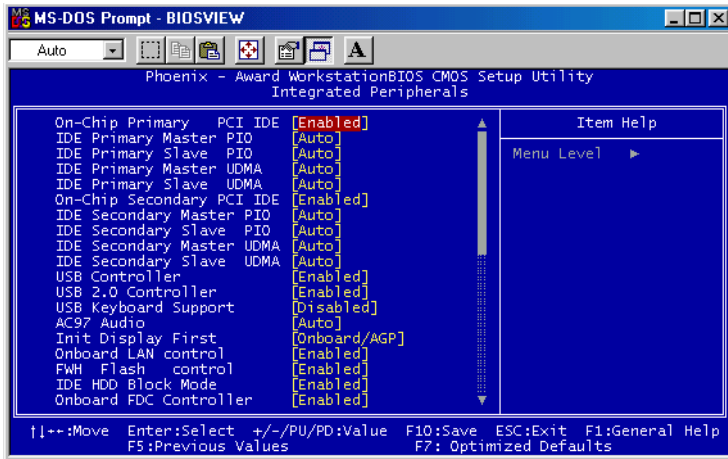 MS-DOS Prompt - BIOSVIEW
Auto
A
Phoenix - Award WorkstationBIOS CMOS Setup Utility
Integrated Peripherals
On-Chip Primary PCI IDE [Enabled]
IDE Primary Master PIO [Auto]
IDE Primary Slave PIO [Auto]
IDE Primary Master UDMA [Auto]
IDE Primary Slave UDMA [Auto]
On-Chip Secondary PCI IDE [Enabled]
IDE Secondary Master PIO [Auto]
IDE Secondary Slave PIO [Auto]
IDE Secondary Master UDMA [Auto]
IDE Secondary Slave UDMA [Auto]
USB Controller [Enabled]
USB 2.0 Controller [Enabled]
USB Keyboard Support [Disabled]
AC97 Audio [Auto]
Init Display First [Onboard/AGP]
Onboard LAN control [Enabled]
FWH Flash control [Enabled]
IDE HDD Block Mode [Enabled]
Onboard FDC Controller [Enabled]
Item Help
Menu Level ►
↑↓←→:Move Enter:Select +/-/PU/PD:Value F10:Save ESC:Exit F1:General Help
F5:Previous Values F7: Optimized Defaults